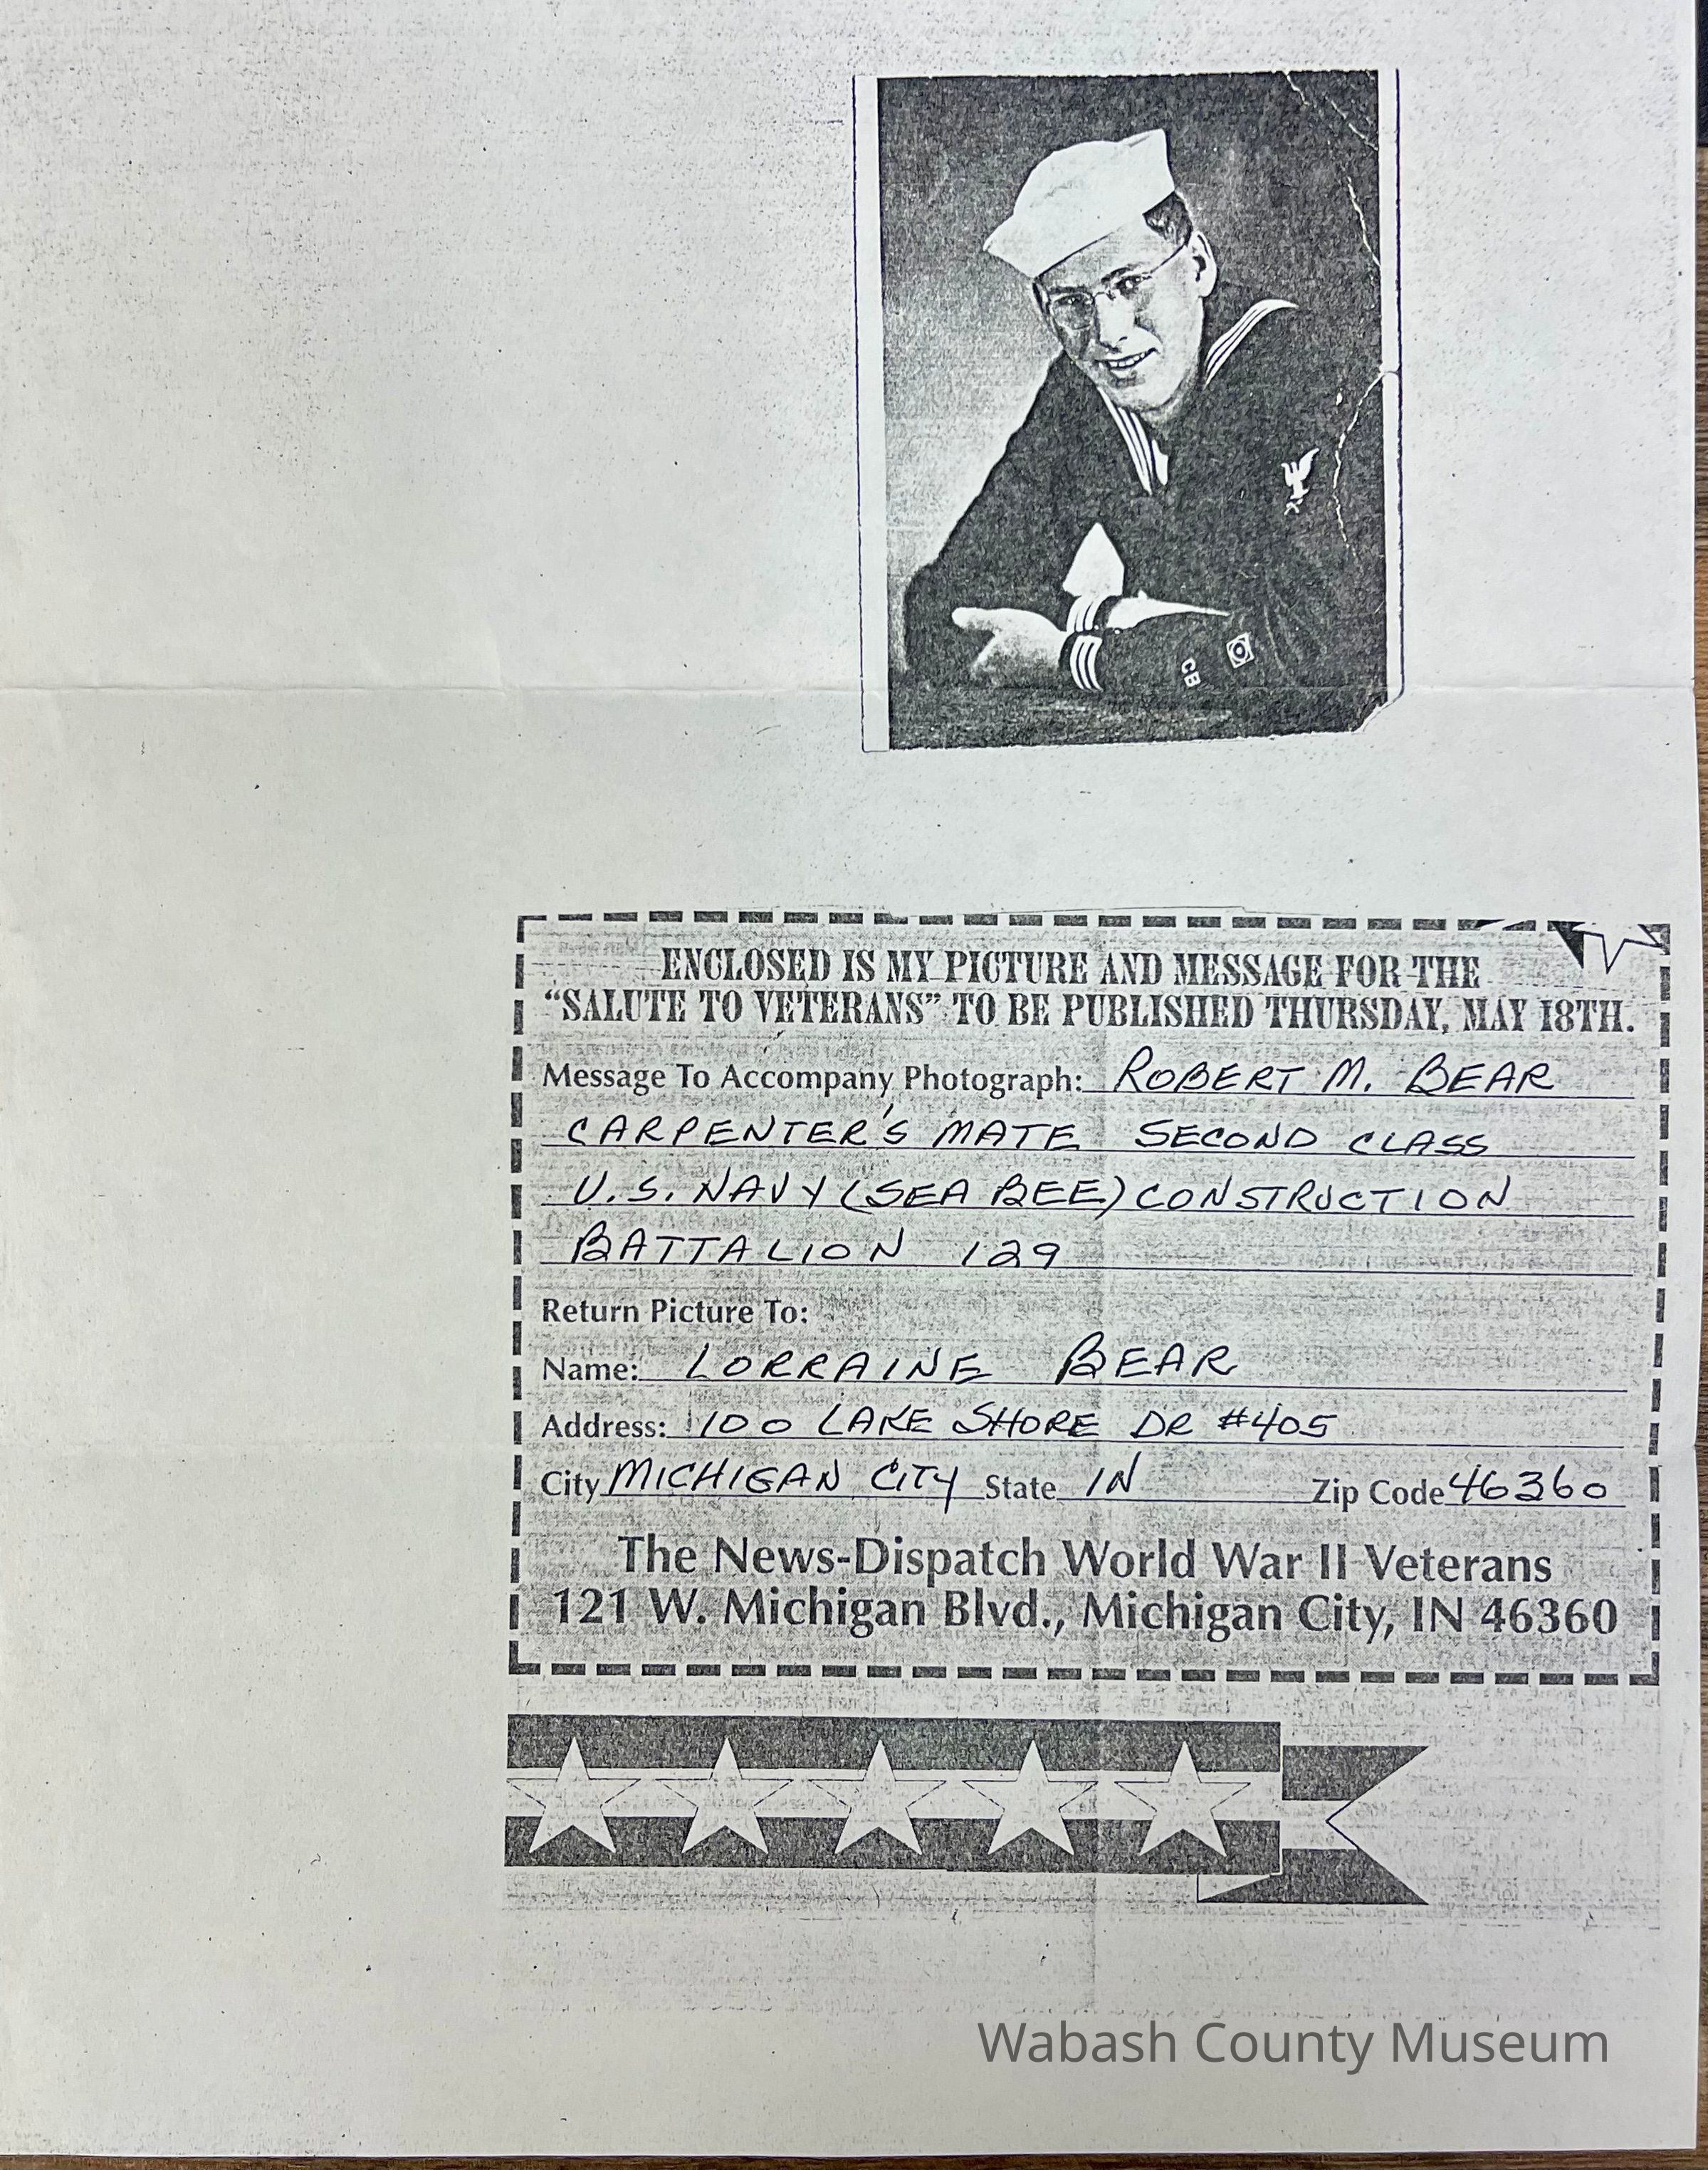 CB
ENCLOSED IS MY PICTURE AND MESSAGE FOR THE
"SALUTE TO VETERANS" TO BE PUBLISHED THURSDAY, MAY 18TH.
Message To Accompany Photograph: ROBERT M. BEAR
CARPENTER'S MATE SECOND CLASS
U.S. NAVY (SEA BEE) CONSTRUCTION
BATTALION 129
Return Picture To:
Name: LORRAINE BEAR
Address: 100 LAKE SHORE DR #405
City MICHIGAN CITY State IN Zip Code 46360
The News-Dispatch World War II Veterans
121 W. Michigan Blvd., Michigan City, IN 46360
Wabash County Museum